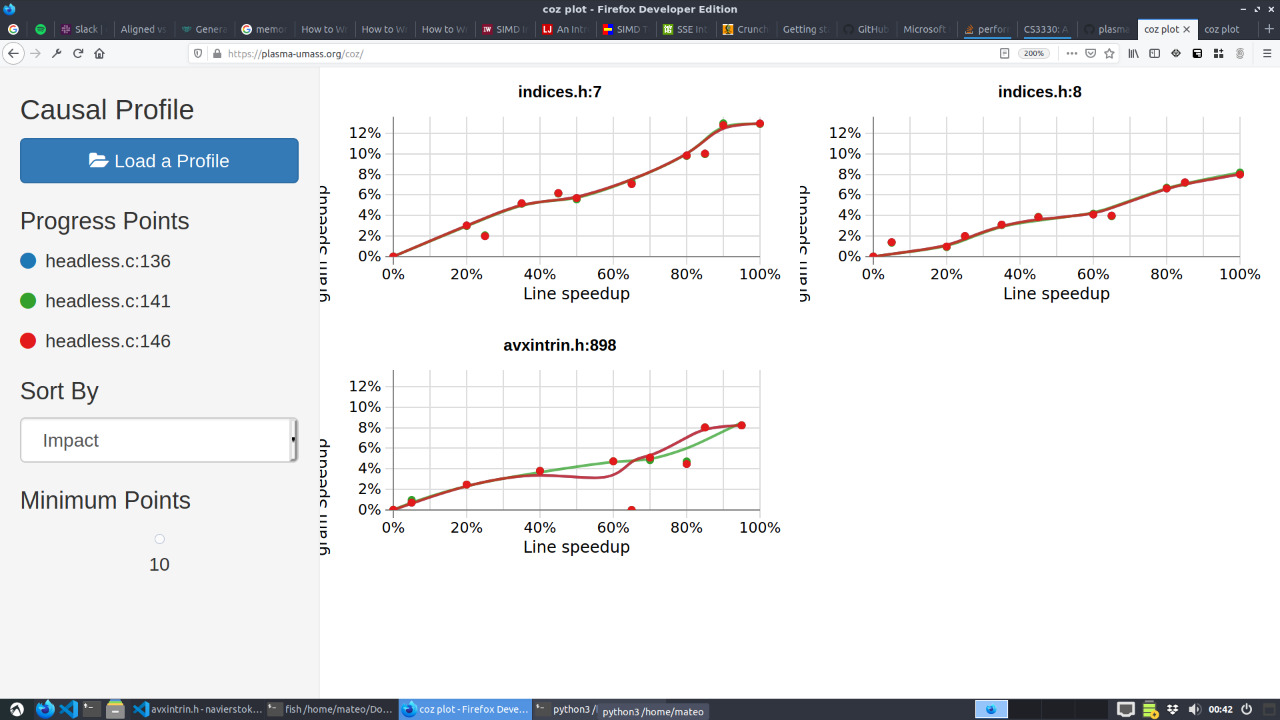 coz plot - Firefox Developer Edition
Slack |
Aligned vs
Genera
memor
How to W
How to W
How to W
SIMD in
An Intr
SIMD T
SSE Int
Crunch
Getting sta
GitHub
Microsoft
perfor
CS3330: A
plasma
coz plot
coz plot
https://plasma-umass.org/coz/
200%
Causal Profile
Load a Profile
Progress Points
headless.c:136
headless.c:141
headless.c:146
Sort By
Impact
Minimum Points
10
indices.h:7
12%
10%
8%
6%
4%
2%
0%
0% 20% 40% 60% 80% 100%
Line speedup
gram speedup
indices.h:8
12%
10%
8%
6%
4%
2%
0%
0% 20% 40% 60% 80% 100%
Line speedup
gram speedup
avxintrin.h:898
12%
10%
8%
6%
4%
2%
0%
0% 20% 40% 60% 80% 100%
Line speedup
gram speedup
avxintrin.h - navierstok...
fish /home/mateo/Do...
coz plot - Firefox Deve...
python3 /
python3 /home/mateo
00:42